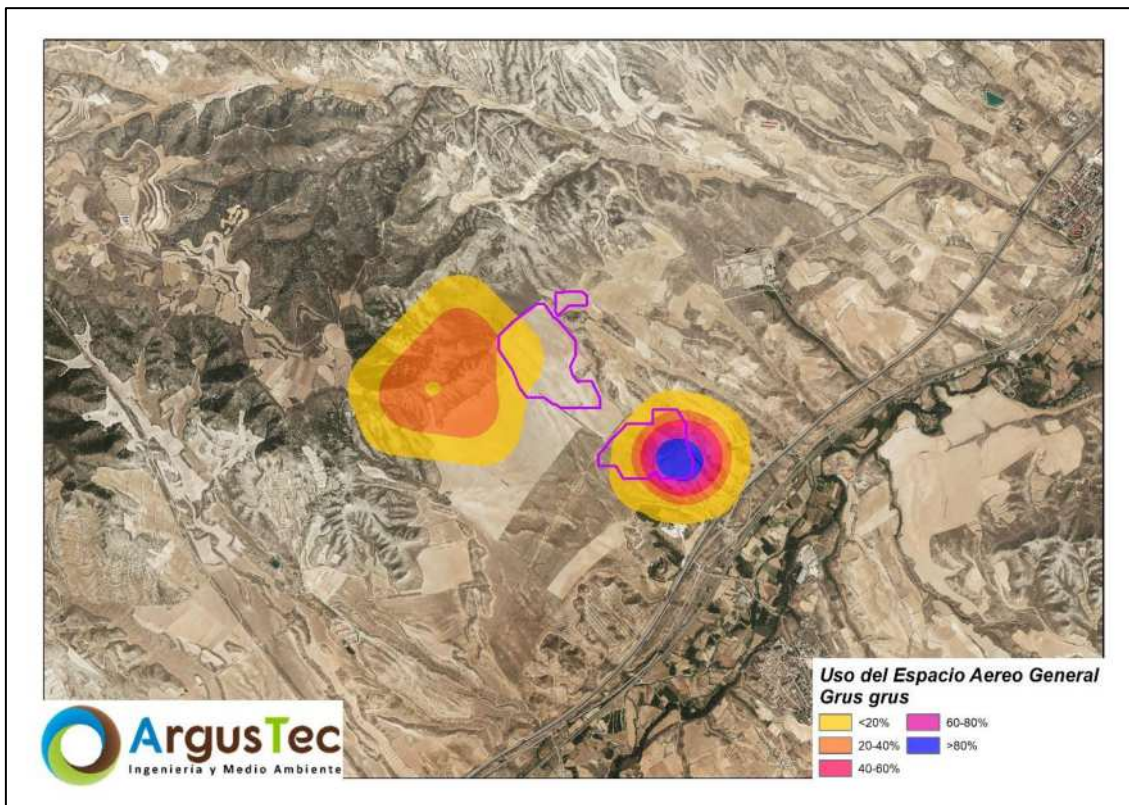 Uso del Espacio Aereo General
Grus grus
<20%
20-40%
40-60%
60-80%
>80%
ArgusTec
Ingeniería y Medio Ambiente